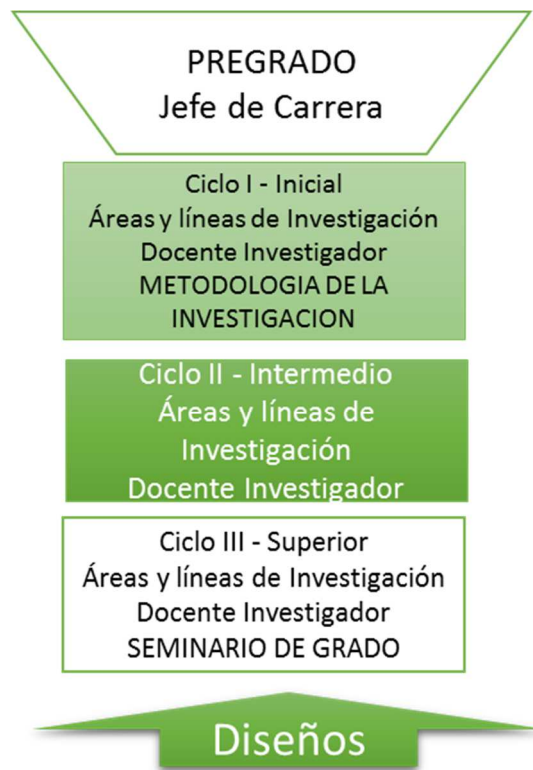 PREGRADO
Jefe de Carrera
Ciclo I - Inicial
Áreas y líneas de Investigación
Docente Investigador
METODOLOGIA DE LA
INVESTIGACION
Ciclo II - Intermedio
Áreas y líneas de
Investigación
Docente Investigador
Ciclo III - Superior
Áreas y líneas de Investigación
Docente Investigador
SEMINARIO DE GRADO
Diseños